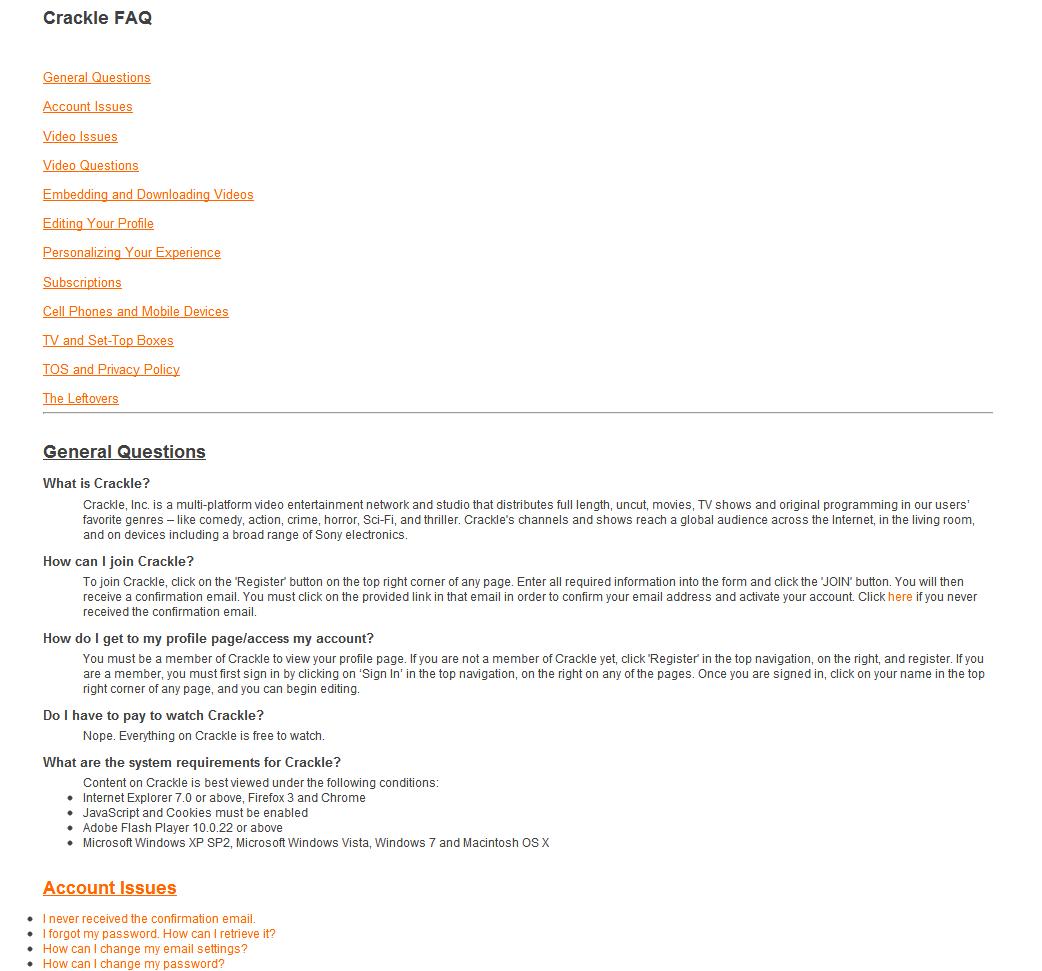 Crackle FAQ
General Questions
Account Issues
Video Issues
Video Questions
Embedding and Downloading Videos
Editing Your Profile
Personalizing Your Experience
Subscriptions
Cell Phones and Mobile Devices
TV and Set-Top Boxes
TOS and Privacy Policy
The Leftovers
General Questions
What is Crackle?
Crackle, Inc. is a multi-platform video entertainment network and studio that distributes full length, uncut, movies, TV shows and original programming in our users’
favorite genres – like comedy, action, crime, horror, Sci-Fi, and thriller. Crackle's channels and shows reach a global audience across the Internet, in the living room,
and on devices including a broad range of Sony electronics.
How can I join Crackle?
To join Crackle, click on the 'Register' button on the top right corner of any page. Enter all required information into the form and click the 'JOIN' button. You will then
receive a confirmation email. You must click on the provided link in that email in order to confirm your email address and activate your account. Click here if you never
received the confirmation email.
How do I get to my profile page/access my account?
You must be a member of Crackle to view your profile page. If you are not a member of Crackle yet, click 'Register' in the top navigation, on the right, and register. If you
are a member, you must first sign in by clicking on ‘Sign In’ in the top navigation, on the right on any of the pages. Once you are signed in, click on your name in the top
right corner of any page, and you can begin editing.
Do I have to pay to watch Crackle?
Nope. Everything on Crackle is free to watch.
What are the system requirements for Crackle?
Content on Crackle is best viewed under the following conditions:
• Internet Explorer 7.0 or above, Firefox 3 and Chrome
• JavaScript and Cookies must be enabled
• Adobe Flash Player 10.0.22 or above
• Microsoft Windows XP SP2, Microsoft Windows Vista, Windows 7 and Macintosh OS X
Account Issues
• I never received the confirmation email.
• I forgot my password. How can I retrieve it?
• How can I change my email settings?
• How can I change my password?